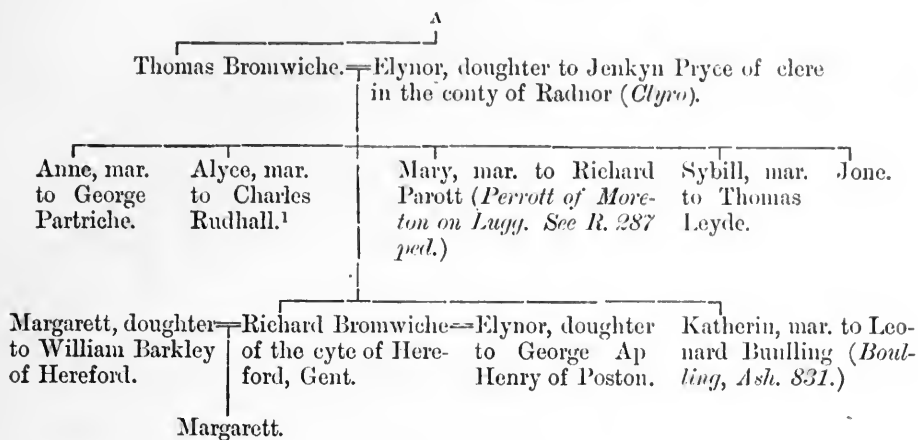 A
Thomas Bromwiche.
Elynor, doughter to Jenkyn Pryce of clere
in the conty of Radnor (Clyro).
Anne, mar.
to George
Partriche.
Alyce, mar.
to Charles
Rudhall.1
Mary, mar. to Richard
Parott (Perrott of More-
ton on Lugg. See R. 287
ped.)
Sybill, mar.
to Thomas
Leyde.
Jone.
Margarett, doughter
to William Barkley
of Hereford.
Richard Bromwiche
of the cyte of Here-
ford, Gent.
Elynor, doughter
to George Ap
Henry of Poston.
Katherin, mar. to Leo-
nard Bunlling (Boul-
ling, Ash. 831.)
Margarett.